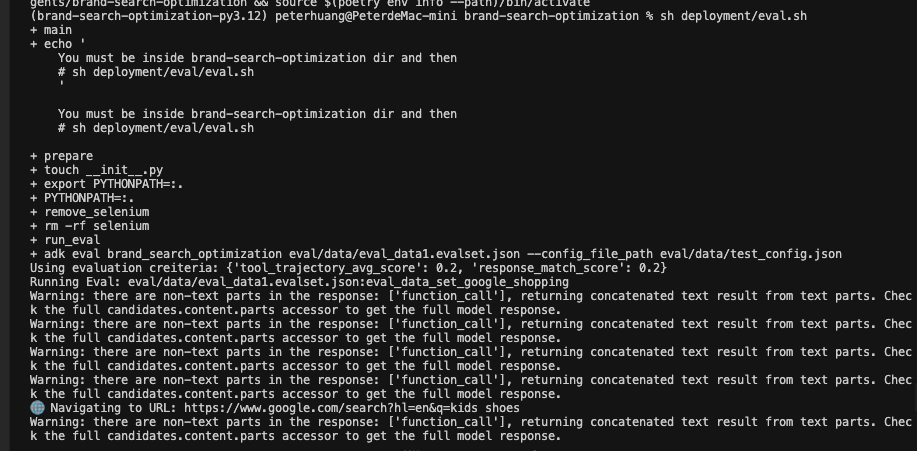 gents/brand-search-optimization && source $(poetry env info --path)/bin/activate
(brand-search-optimization-py3.12) peterhuang@PeterdeMac-mini brand-search-optimization % sh deployment/eval.sh
+ main
+ echo '
    You must be inside brand-search-optimization dir and then
    # sh deployment/eval/eval.sh
    '

    You must be inside brand-search-optimization dir and then
    # sh deployment/eval/eval.sh

+ prepare
+ touch __init__.py
+ export PYTHONPATH=:.
+ PYTHONPATH=:.
+ remove_selenium
+ rm -rf selenium
+ run_eval
+ adk eval brand_search_optimization eval/data/eval_data1.evalset.json --config_file_path eval/data/test_config.json
Using evaluation creiteria: {'tool_trajectory_avg_score': 0.2, 'response_match_score': 0.2}
Running Eval: eval/data/eval_data1.evalset.json:eval_data_set_google_shopping
Warning: there are non-text parts in the response: ['function_call'], returning concatenated text result from text parts. Chec
k the full candidates.content.parts accessor to get the full model response.
Warning: there are non-text parts in the response: ['function_call'], returning concatenated text result from text parts. Chec
k the full candidates.content.parts accessor to get the full model response.
Warning: there are non-text parts in the response: ['function_call'], returning concatenated text result from text parts. Chec
k the full candidates.content.parts accessor to get the full model response.
Warning: there are non-text parts in the response: ['function_call'], returning concatenated text result from text parts. Chec
k the full candidates.content.parts accessor to get the full model response.
🌐 Navigating to URL: https://www.google.com/search?hl=en&q=kids shoes
Warning: there are non-text parts in the response: ['function_call'], returning concatenated text result from text parts. Chec
k the full candidates.content.parts accessor to get the full model response.